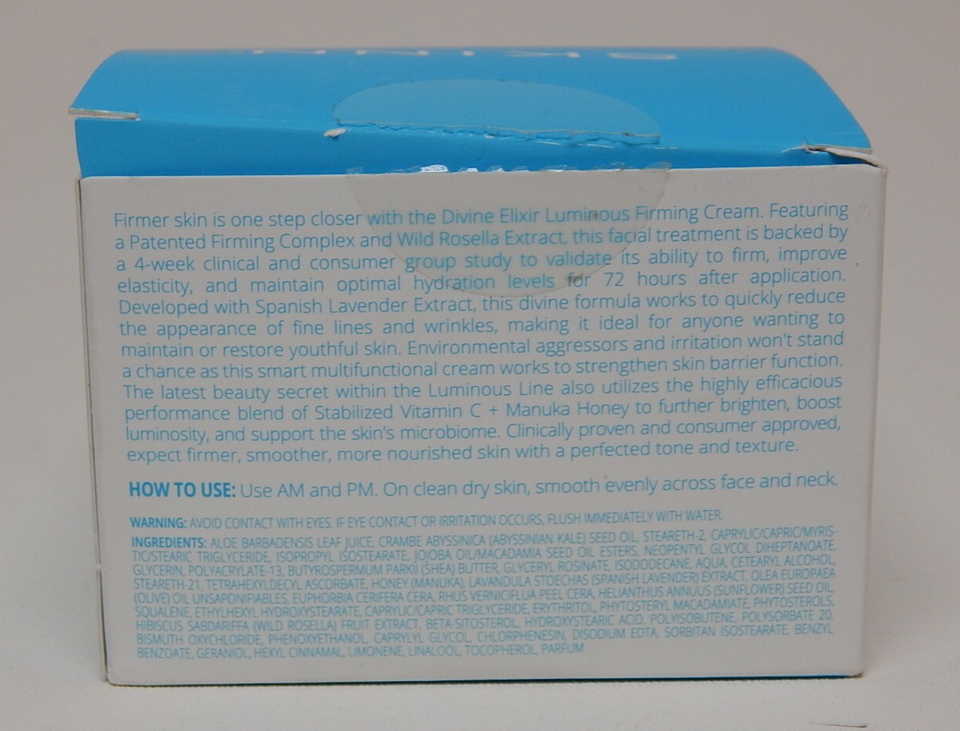 SKINN
Firmer skin is one step closer with the Divine Elixir Luminous Firming Cream. Featuring
a Patented Firming Complex and Wild Rosella Extract, this facial treatment is backed by
a 4-week clinical and consumer group study to validate its ability to firm, improve
elasticity, and maintain optimal hydration levels for 72 hours after application.
Developed with Spanish Lavender Extract, this divine formula works to quickly reduce
the appearance of fine lines and wrinkles, making it ideal for anyone wanting to
maintain or restore youthful skin. Environmental aggressors and irritation won't stand
a chance as this smart multifunctional cream works to strengthen skin barrier function.
The latest beauty secret within the Luminous Line also utilizes the highly efficacious
performance blend of Stabilized Vitamin C + Manuka Honey to further brighten, boost
luminosity, and support the skin's microbiome. Clinically proven and consumer approved,
expect firmer, smoother, more nourished skin with a perfected tone and texture.
HOW TO USE: Use AM and PM. On clean dry skin, smooth evenly across face and neck.
WARNING: AVOID CONTACT WITH EYES. IF EYE CONTACT OR IRRITATION OCCURS, FLUSH IMMEDIATELY WITH WATER.
INGREDIENTS: ALOE BARBADENSIS LEAF JUICE, CRAMBE ABYSSINICA (ABYSSINIAN KALE) SEED OIL, STEARETH-2, CAPRYLIC/CAPRIC/MYRIS-
TIC/STEARIC TRIGLYCERIDE, ISOPROPYL ISOSTEARATE, JOJOBA OIL/MACADAMIA SEED OIL ESTERS, NEOPENTYL GLYCOL DIHEPTANOATE,
GLYCERIN, POLYACRYLATE-13, BUTYROSPERMUM PARKII (SHEA) BUTTER, GLYCERYL ROSINATE, ISODODECANE, AQUA, CETEARYL ALCOHOL,
STEARETH-21, TETRAHEXYLDECYL ASCORBATE, HONEY (MANUKA), LAVANDULA STOECHAS (SPANISH LAVENDER) EXTRACT, OLEA EUROPAEA
(OLIVE) OIL UNSAPONIFIABLES, EUPHORBIA CERIFERA CERA, RHUS VERNICIFLUA PEEL CERA, HELIANTHUS ANNUUS (SUNFLOWER) SEED OIL,
SQUALENE, ETHYLHEXYL HYDROXYSTEARATE, CAPRYLIC/CAPRIC TRIGLYCERIDE, ERYTHRITOL, PHYTOSTERYL MACADAMIATE, PHYTOSTEROLS,
HIBISCUS SABDARIFFA (WILD ROSELLA) FRUIT EXTRACT, BETA-SITOSTEROL, HYDROXYSTEARIC ACID, POLYISOBUTENE, POLYSORBATE 20,
BISMUTH OXYCHLORIDE, PHENOXYETHANOL, CAPRYLYL GLYCOL, CHLORPHENESIN, DISODIUM EDTA, SORBITAN ISOSTEARATE, BENZYL
BENZOATE, GERANIOL, HEXYL CINNAMAL, LIMONENE, LINALOOL, TOCOPHEROL, PARFUM